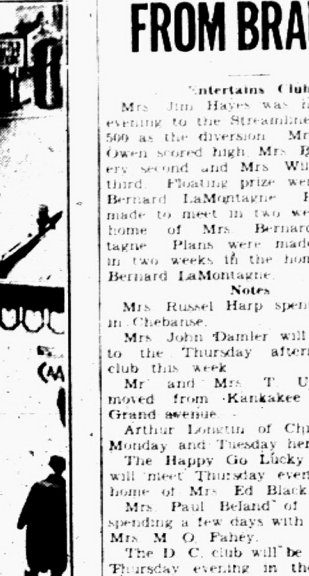 FROM BRA
Entertains Club
Mrs Jim Hayes was h
evening to the Streamline
500 as the diversion Mr
Owen scored high Mrs B
ery second and Mrs Wil
third. Floating prize we
Bernard LaMontagne P
made to meet in two we
home of Mrs Bernard
tagne Plans were made
in two weeks in the hom
Bernard LaMontagne.
Notes
Mrs Russel Harp spen
in Chebanse.
Mrs. John Damler will
to the Thursday after
club this week
Mr and Mrs T U
moved from Kankakee
Grand avenue.
Arthur Longtin of Chi
Monday and Tuesday her
The Happy Go Lucky
will meet Thursday even
home of Mrs Ed Black
Mrs. Paul Beland of
spending a few days with
Mrs. M O. Fahey.
The D C. club will be
Thursday evening in the
(AA